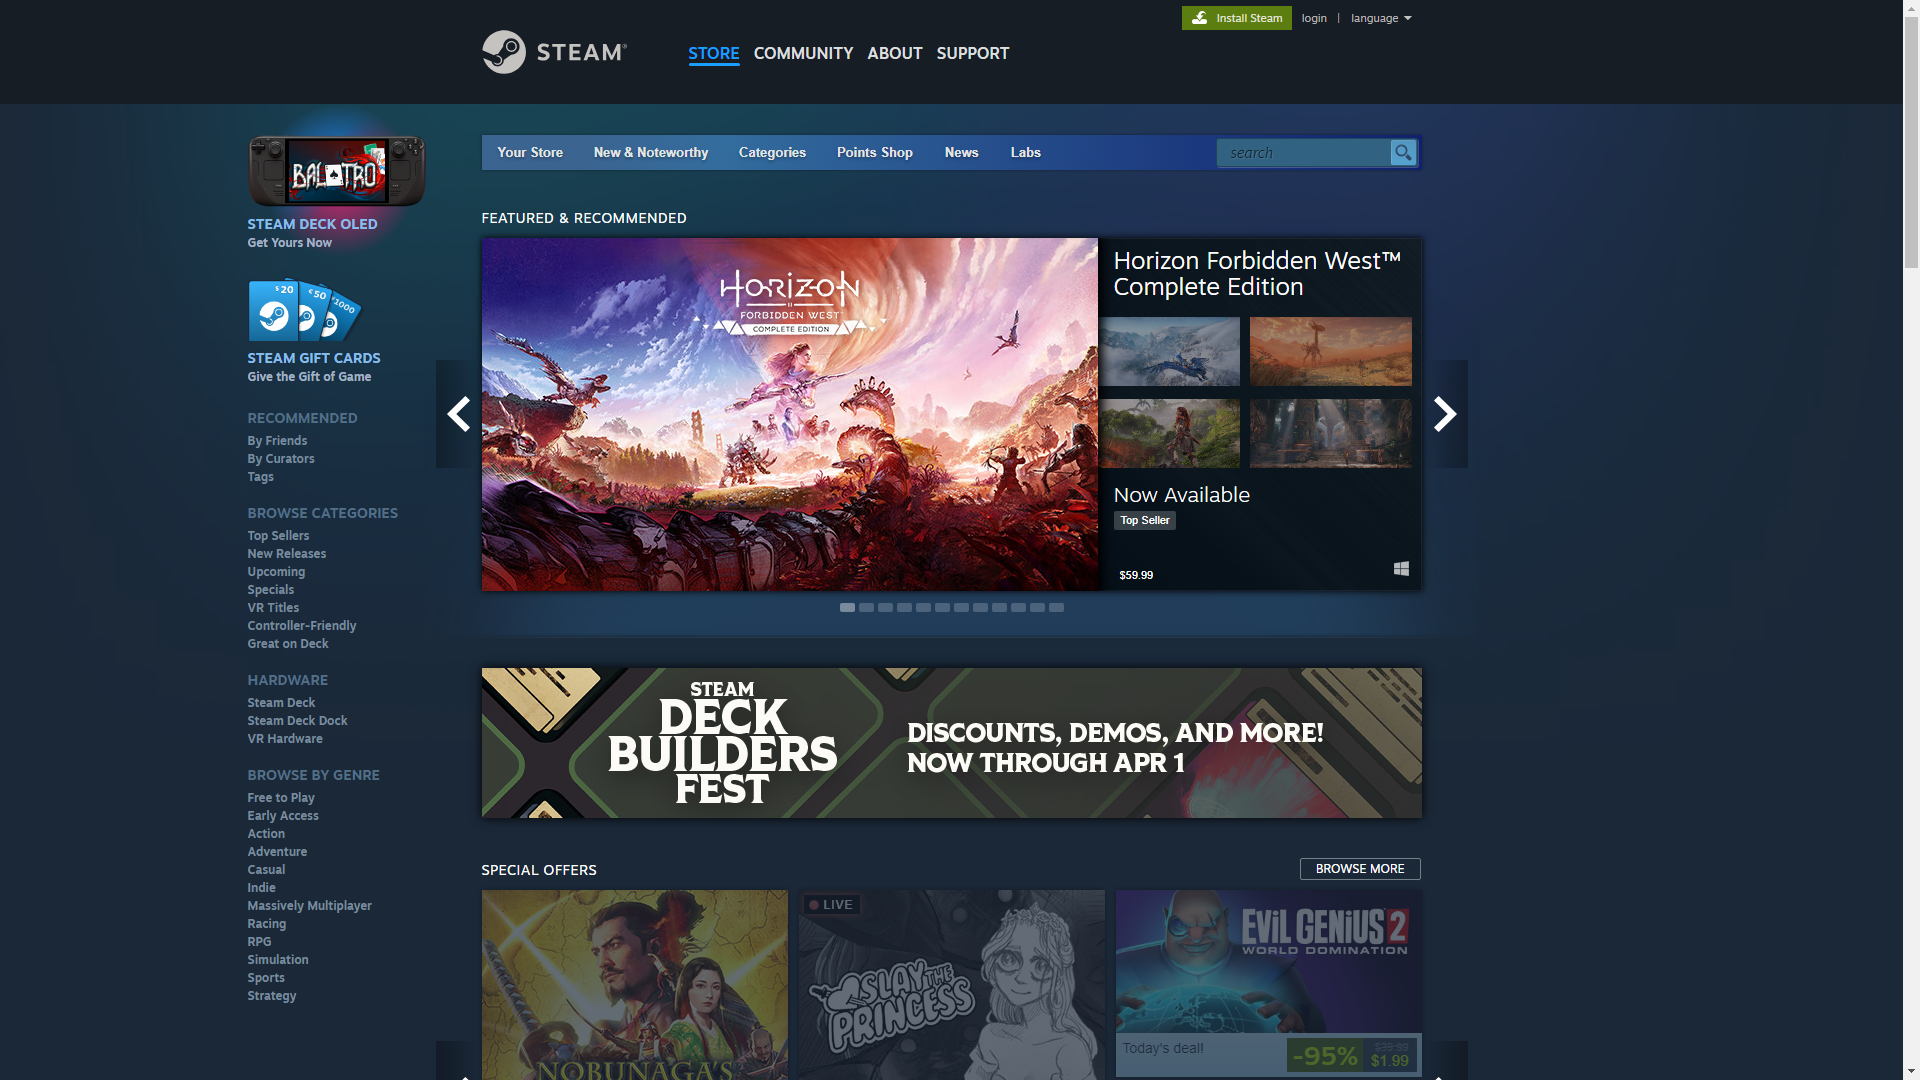 Install Steam
login | language
STEAM®
STORE COMMUNITY ABOUT SUPPORT
BALATRO
STEAM DECK OLED
Get Yours Now
$20 €50 ¥1000
STEAM GIFT CARDS
Give the Gift of Game
RECOMMENDED
By Friends
By Curators
Tags
BROWSE CATEGORIES
Top Sellers
New Releases
Upcoming
Specials
VR Titles
Controller-Friendly
Great on Deck
HARDWARE
Steam Deck
Steam Deck Dock
VR Hardware
BROWSE BY GENRE
Free to Play
Early Access
Action
Adventure
Casual
Indie
Massively Multiplayer
Racing
RPG
Simulation
Sports
Strategy
Your Store New & Noteworthy Categories Points Shop News Labs search
FEATURED & RECOMMENDED
HORIZON
FORBIDDEN WEST™
COMPLETE EDITION
Horizon Forbidden West™
Complete Edition
Now Available
Top Seller
$59.99
STEAM
DECK
BUILDERS
FEST
DISCOUNTS, DEMOS, AND MORE!
NOW THROUGH APR 1
SPECIAL OFFERS
BROWSE MORE
NOBUNAGA'S
LIVE
SLAY THE
PRINCESS
EVIL GENIUS 2
WORLD DOMINATION
Today's deal!
-95%
$39.99
$1.99